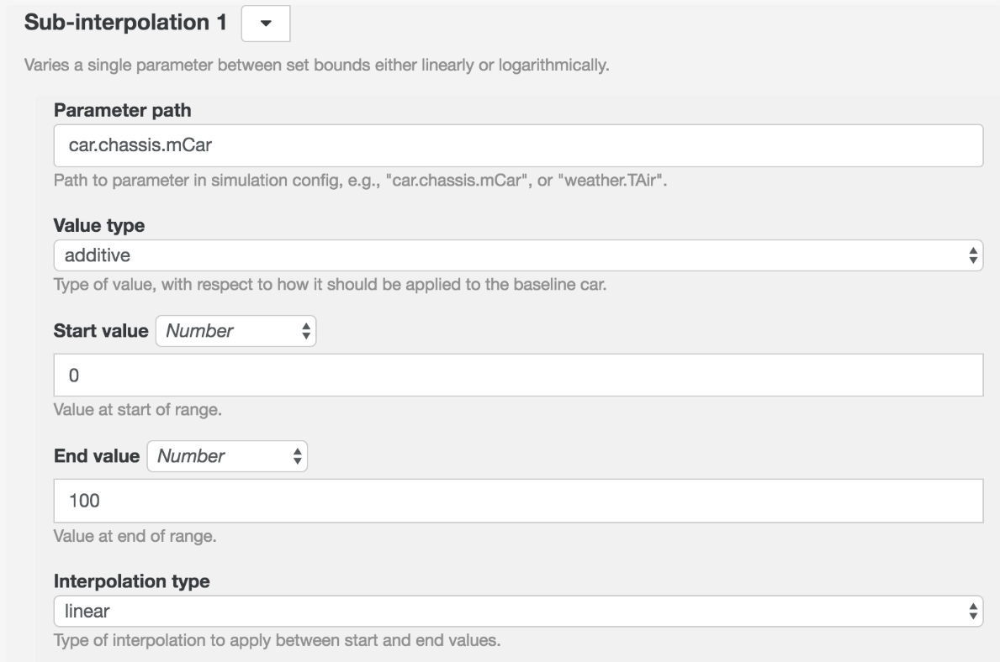 Sub-interpolation 1
Varies a single parameter between set bounds either linearly or logarithmically.
Parameter path
car.chassis.mCar
Path to parameter in simulation config, e.g., "car.chassis.mCar", or "weather.TAir".
Value type
additive
Type of value, with respect to how it should be applied to the baseline car.
Start value Number
0
Value at start of range.
End value Number
100
Value at end of range.
Interpolation type
linear
Type of interpolation to apply between start and end values.